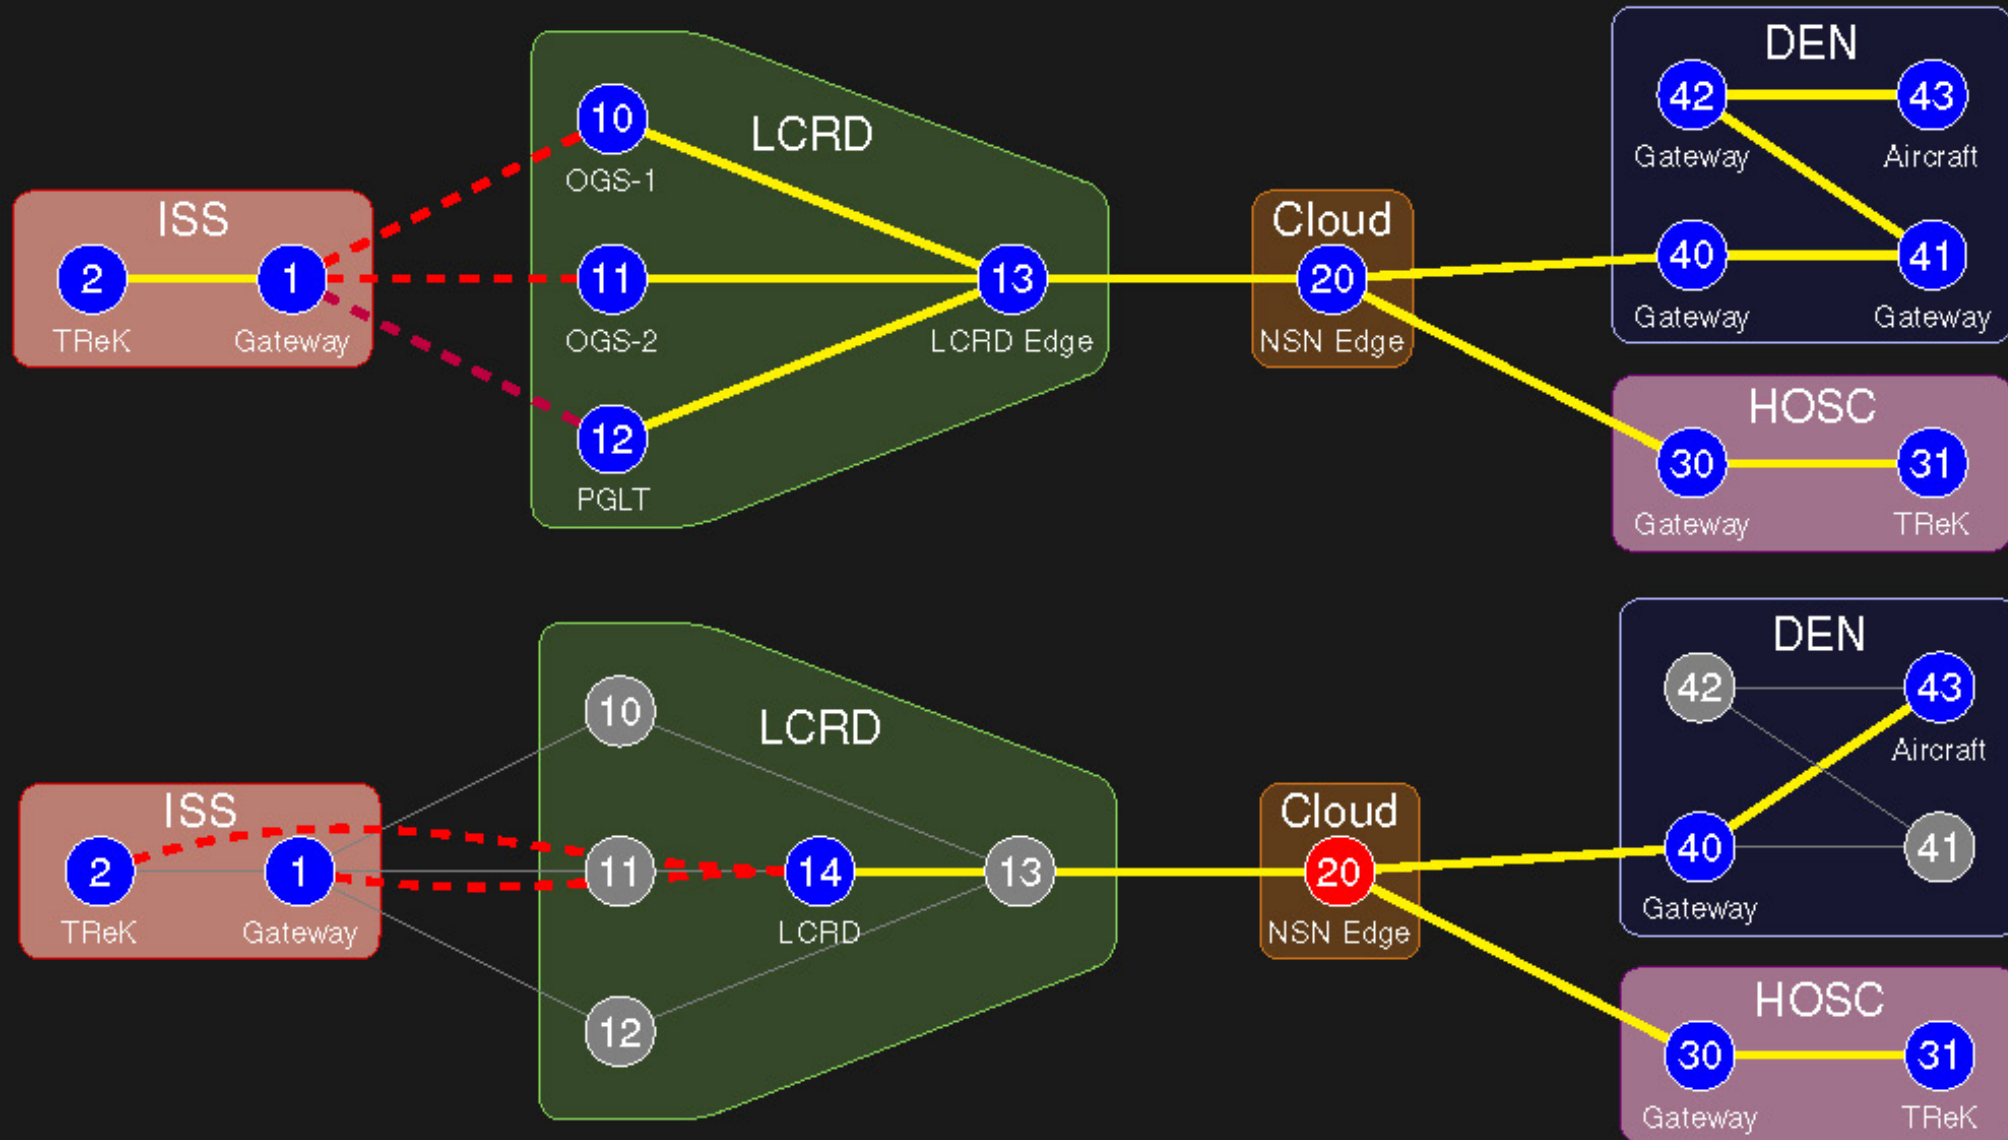 DEN
42
43
10
LCRD
Gateway
Aircraft
OGS-1
ISS
Cloud
2
1
11
13
20
40
41
TReK
Gateway
OGS-2
LCRD Edge
NSN Edge
Gateway
Gateway
HOSC
12
30
31
PGLT
Gateway
TReK
DEN
42
43
10
LCRD
Aircraft
ISS
Cloud
2
1
11
14
13
20
40
41
TReK
Gateway
LCRD
NSN Edge
Gateway
HOSC
12
30
31
Gateway
TReK